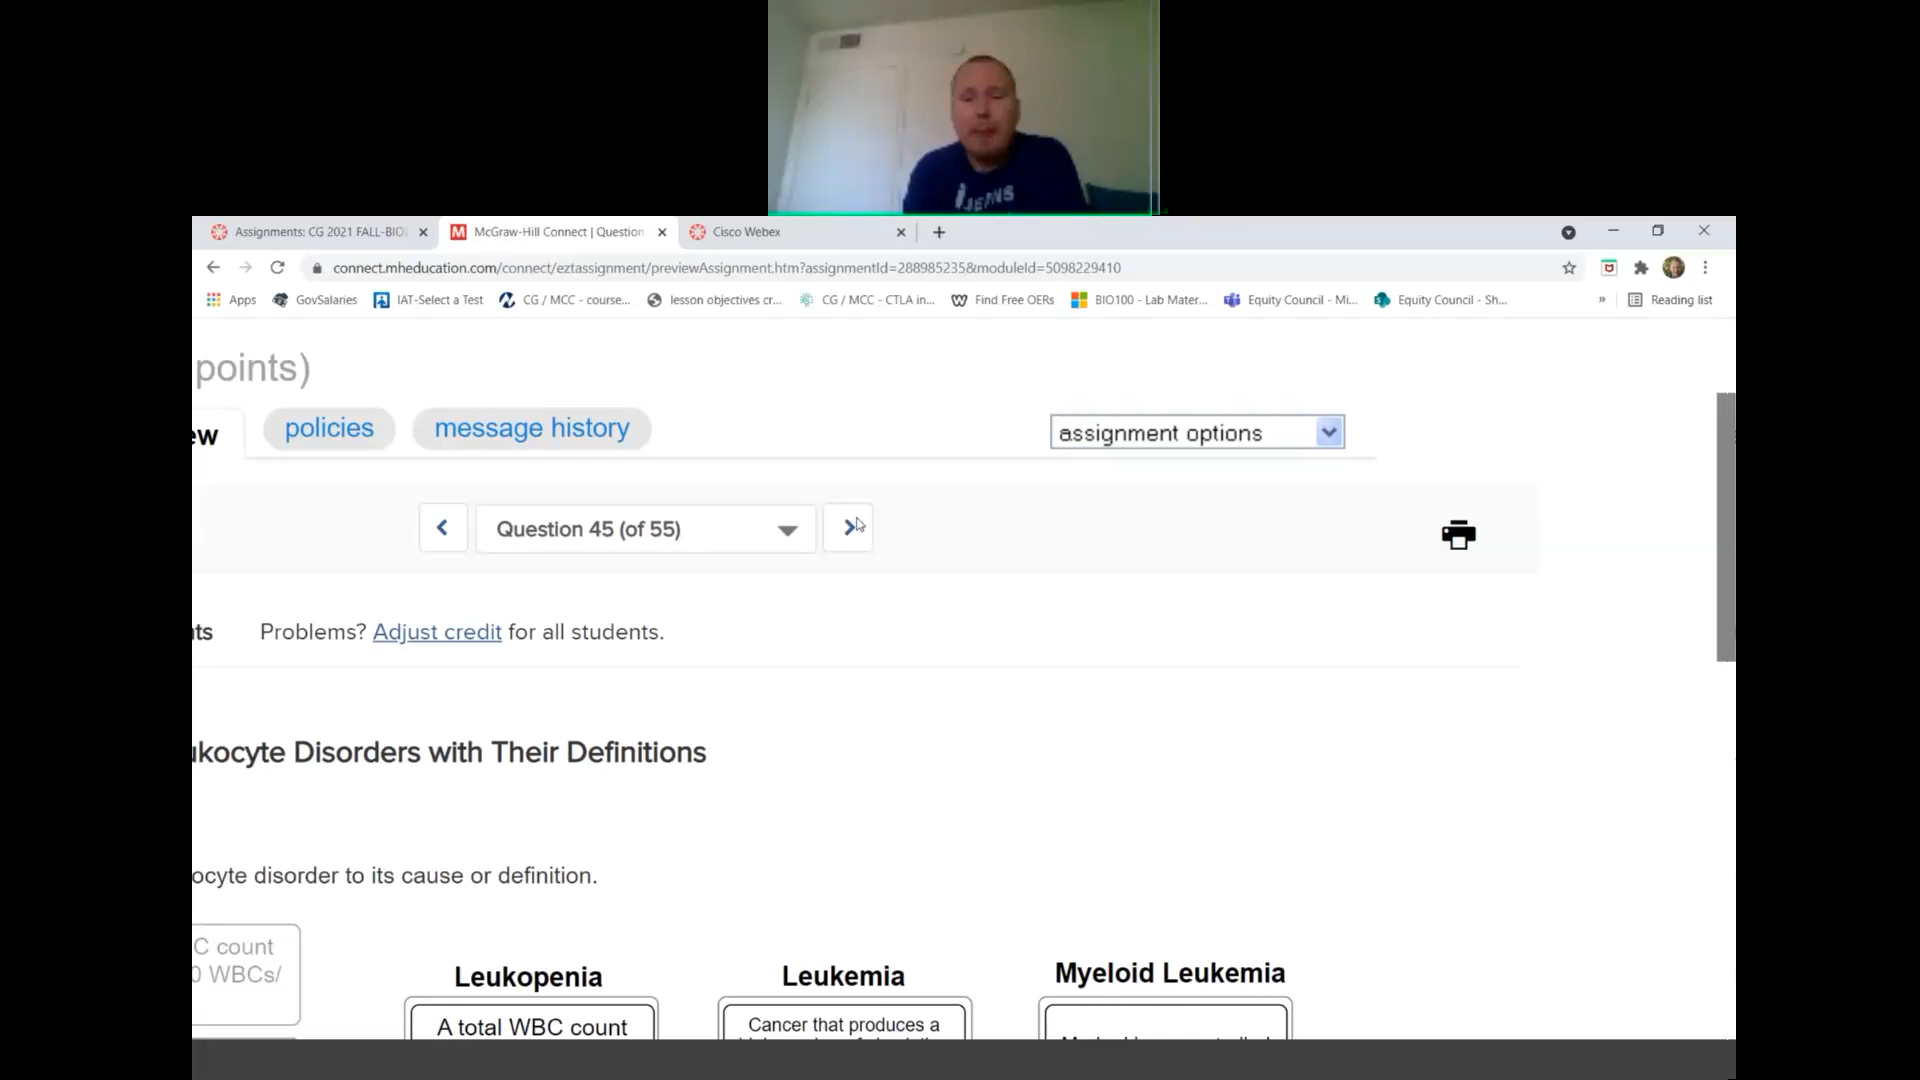 JEANS
Assignments: CG 2021 FALL-BIO
McGraw-Hill Connect | Question
Cisco Webex
connect.mheducation.com/connect/eztassignment/previewAssignment.htm?assignmentId=288985235&moduleId=5098229410
Apps GovSalaries IAT-Select a Test CG / MCC - course... lesson objectives cr... CG / MCC - CTLA in... Find Free OERs BIO100 - Lab Mater... Equity Council - Mi... Equity Council - Sh... » Reading list
points)
ew policies message history assignment options
Question 45 (of 55)
nts Problems? Adjust credit for all students.
ukocyte Disorders with Their Definitions
ocyte disorder to its cause or definition.
C count
0 WBCs/
Leukopenia Leukemia Myeloid Leukemia
A total WBC count Cancer that produces a